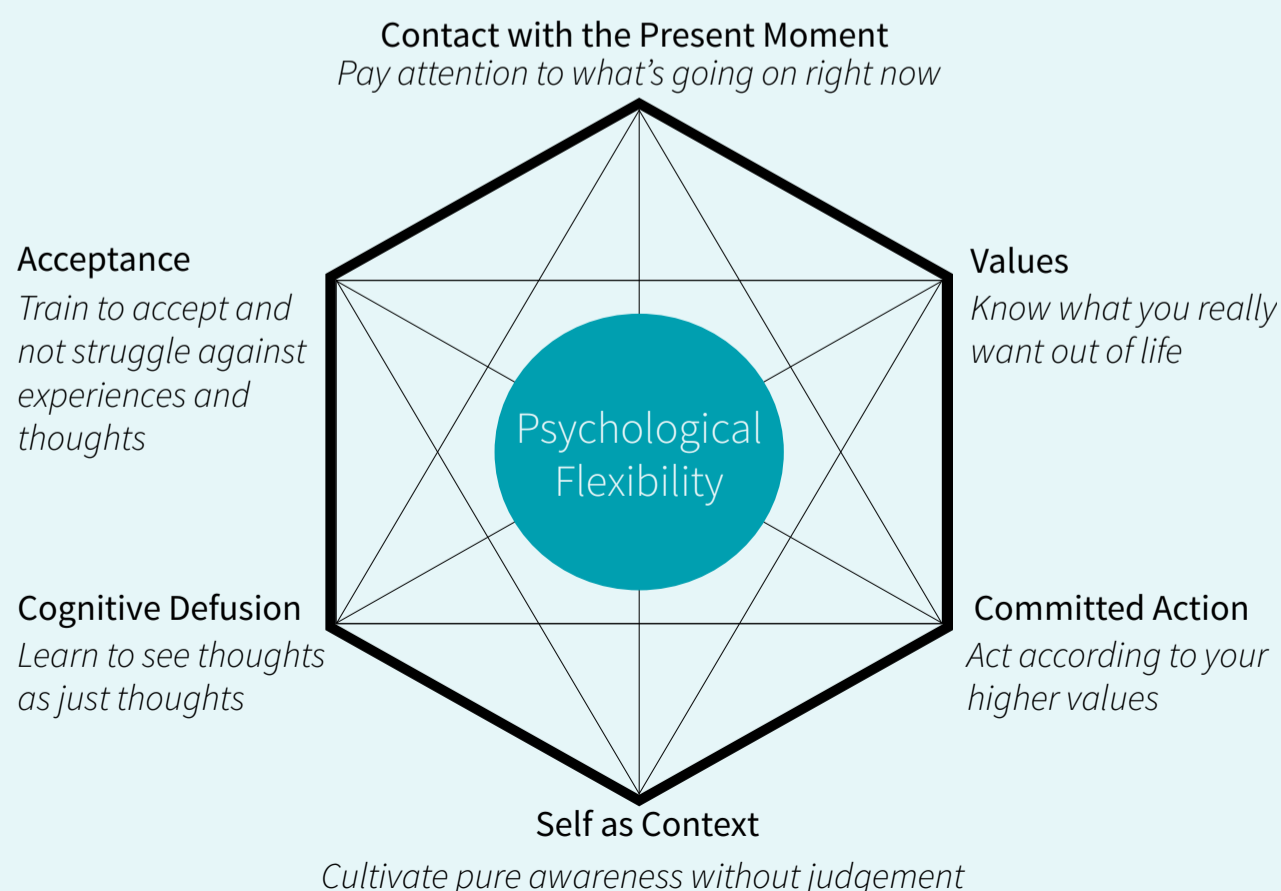 Contact with the Present Moment
Pay attention to what’s going on right now
Acceptance
Train to accept and
not struggle against
experiences and
thoughts
Values
Know what you really
want out of life
Psychological
Flexibility
Cognitive Defusion
Learn to see thoughts
as just thoughts
Committed Action
Act according to your
higher values
Self as Context
Cultivate pure awareness without judgement